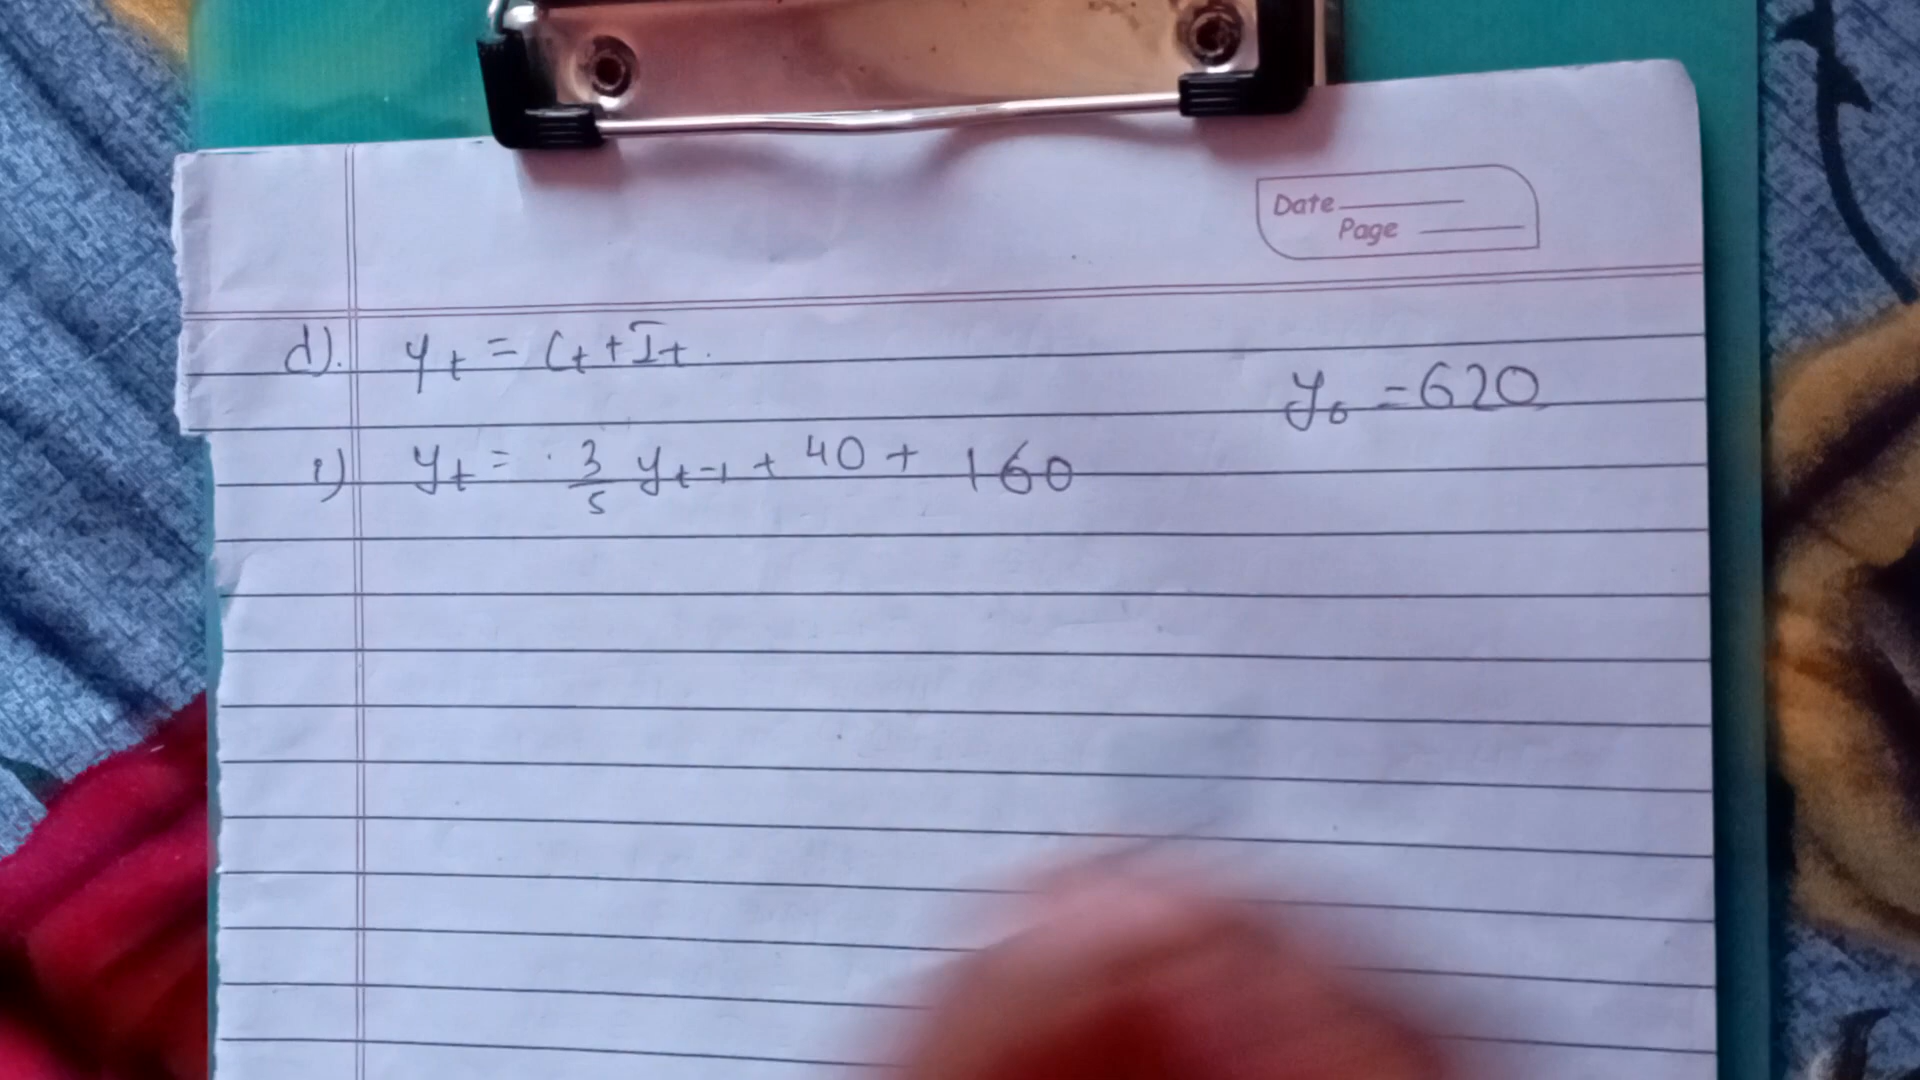 Date
Page
d). yt = Ct + It.
y0 = 620
i) yt = 3/5 yt-1 + 40 + 160